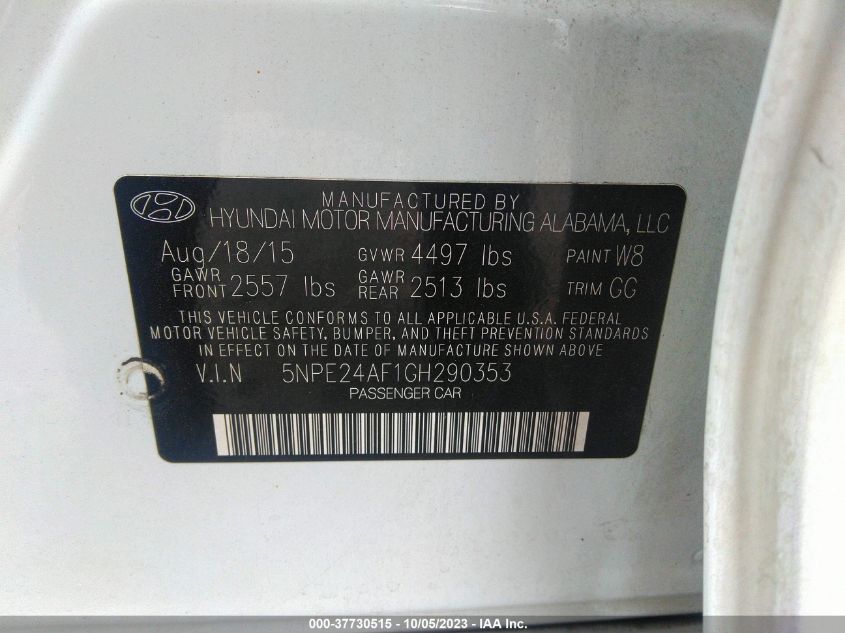 MANUFACTURED BY
HYUNDAI MOTOR MANUFACTURING ALABAMA, LLC
Aug/18/15 GVWR 4497 lbs PAINT W8
GAWR FRONT 2557 lbs GAWR REAR 2513 lbs TRIM GG
THIS VEHICLE CONFORMS TO ALL APPLICABLE U.S.A. FEDERAL
MOTOR VEHICLE SAFETY, BUMPER, AND THEFT PREVENTION STANDARDS
IN EFFECT ON THE DATE OF MANUFACTURE SHOWN ABOVE
V.I.N 5NPE24AF1GH290353
PASSENGER CAR
000-37730515 - 10/05/2023 - IAA Inc.